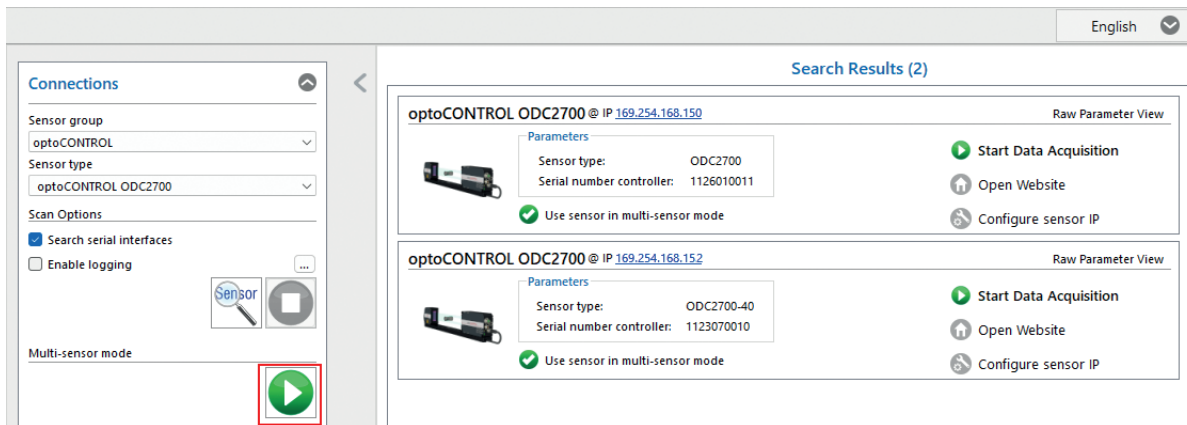 English
Connections
Sensor group
optoCONTROL
Sensor type
optoCONTROL ODC2700
Scan Options
Search serial interfaces
Enable logging
...
Sensor
Multi-sensor mode
Search Results (2)
optoCONTROL ODC2700 @ IP 169.254.168.150
Raw Parameter View
Parameters
Sensor type: ODC2700
Serial number controller: 1126010011
Use sensor in multi-sensor mode
Start Data Acquisition
Open Website
Configure sensor IP
optoCONTROL ODC2700 @ IP 169.254.168.152
Raw Parameter View
Parameters
Sensor type: ODC2700-40
Serial number controller: 1123070010
Use sensor in multi-sensor mode
Start Data Acquisition
Open Website
Configure sensor IP